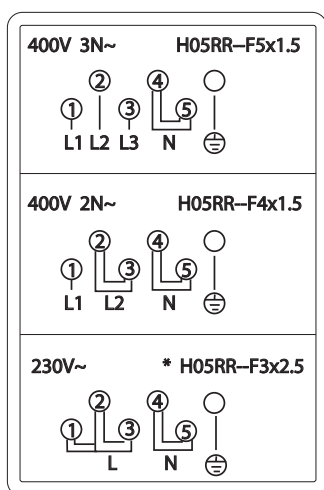 400V 3N~ H05RR--F5x1.5
2 4
1 3 5
L1 L2 L3 N
400V 2N~ H05RR--F4x1.5
2 4
1 3 5
L1 L2 N
230V~ * H05RR--F3x2.5
2 4
1 3 5
L N